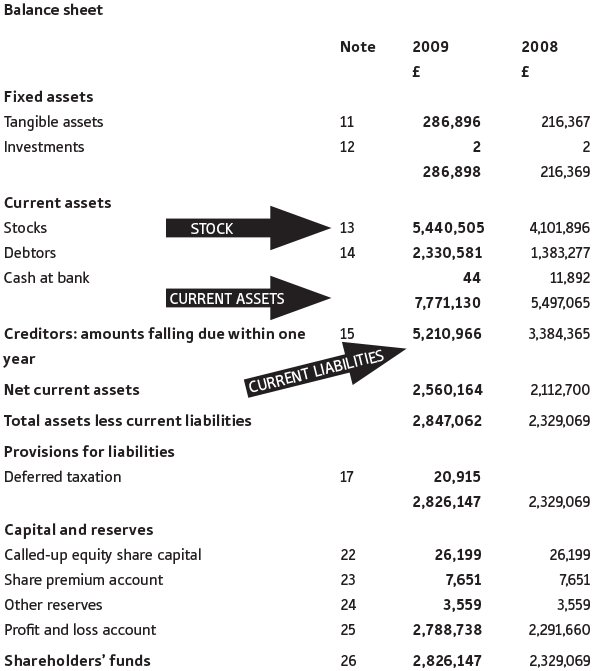 Balance sheet
Note 2009 2008
£ £
Fixed assets
Tangible assets 11 286,896 216,367
Investments 12 2 2
286,898 216,369
Current assets
Stocks STOCK 13 5,440,505 4,101,896
Debtors 14 2,330,581 1,383,277
Cash at bank 44 11,892
CURRENT ASSETS 7,771,130 5,497,065
Creditors: amounts falling due within one 15 5,210,966 3,384,365
year
CURRENT LIABILITIES
Net current assets 2,560,164 2,112,700
Total assets less current liabilities 2,847,062 2,329,069
Provisions for liabilities
Deferred taxation 17 20,915
2,826,147 2,329,069
Capital and reserves
Called-up equity share capital 22 26,199 26,199
Share premium account 23 7,651 7,651
Other reserves 24 3,559 3,559
Profit and loss account 25 2,788,738 2,291,660
Shareholders' funds 26 2,826,147 2,329,069